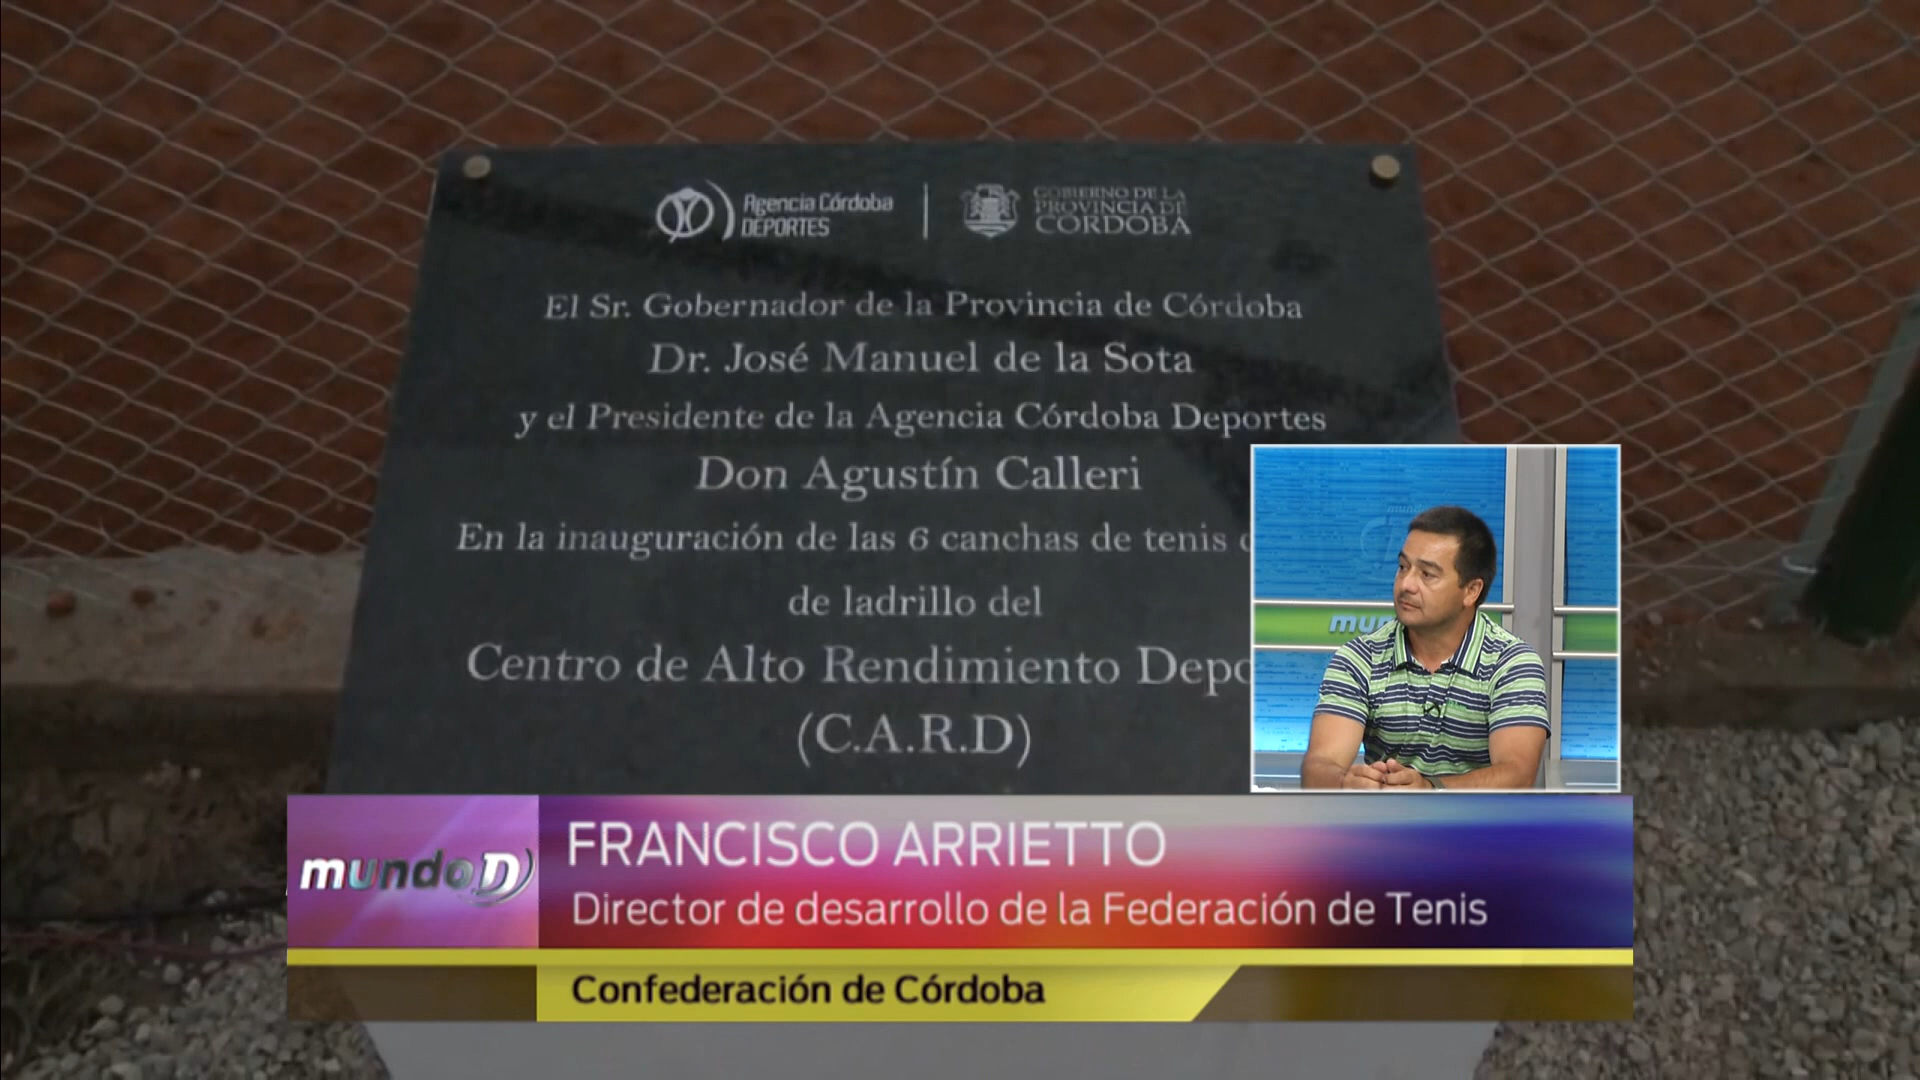 Agencia Córdoba
DEPORTES
GOBIERNO DE LA
PROVINCIA DE
CÓRDOBA
El Sr. Gobernador de la Provincia de Córdoba
Dr. José Manuel de la Sota
y el Presidente de la Agencia Córdoba Deportes
Don Agustín Calleri
En la inauguración de las 6 canchas de tenis
de ladrillo del
Centro de Alto Rendimiento Depo
(C.A.R.D)
mundo D
FRANCISCO ARRIETTO
Director de desarrollo de la Federación de Tenis
Confederación de Córdoba